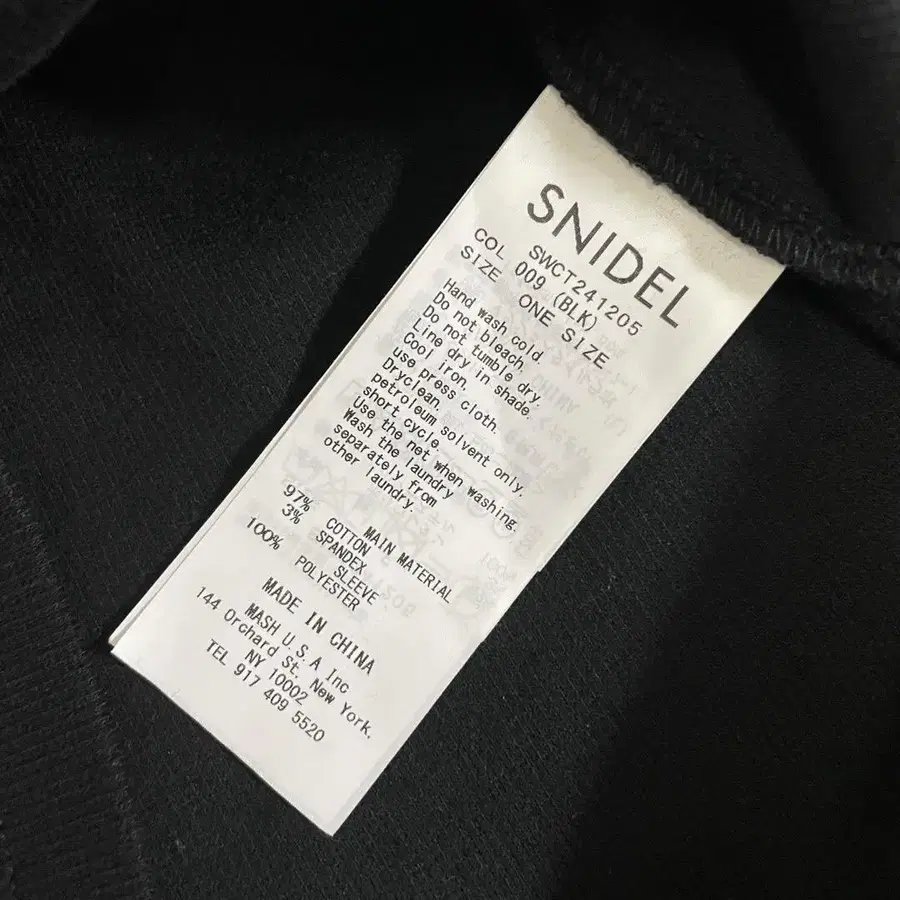 SNIDEL
SWCT241205
COL 009 (BLK)
SIZE ONE SIZE
Hand wash cold.
Do not bleach.
Do not tumble dry.
Line dry in shade.
Cool iron.
use press cloth.
Dryclean.
petroleum solvent only.
short cycle.
Use the net when washing.
Wash the laundry
separately from
other laundry.
MAIN MATERIAL
97% COTTON
3% SPANDEX
SLEEVE
100% POLYESTER
MADE IN CHINA
MASH U.S.A Inc
144 Orchard St. New York.
NY 10002
TEL 917 409 5520